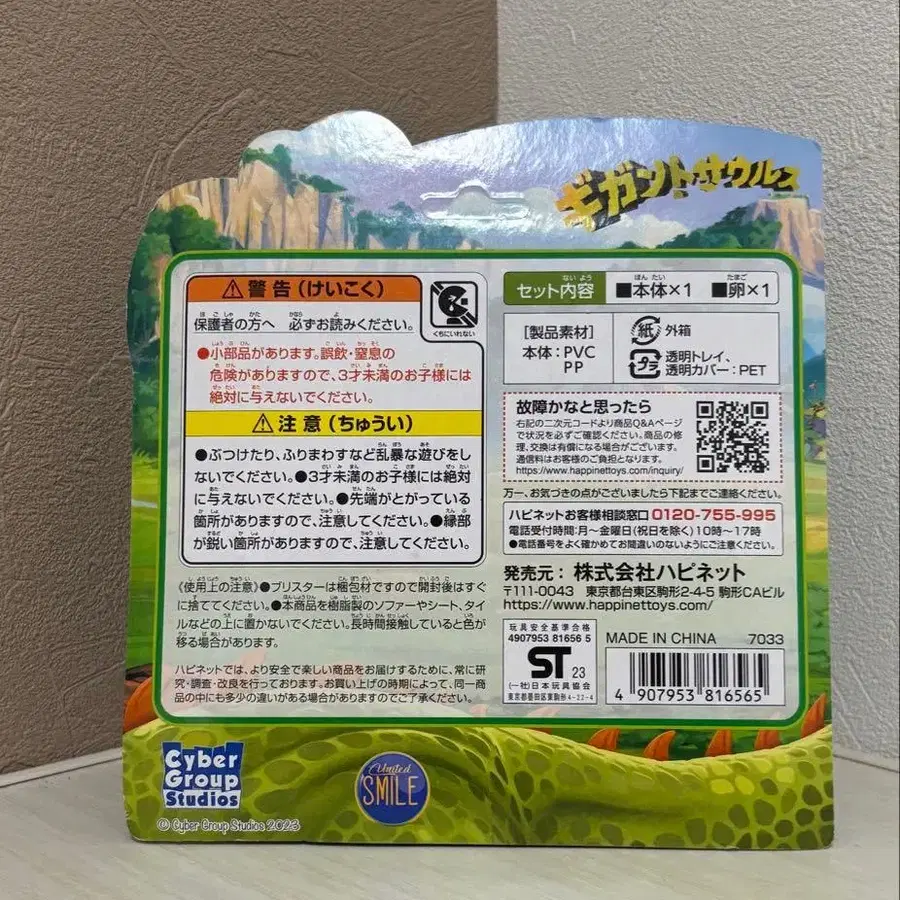 ギガントサウルス
⚠警告(けいこく)
保護者の方へ 必ずお読みください。
くちにいれない
●小部品があります。誤飲・窒息の
危険がありますので、3才未満のお子様には
絶対に与えないでください。
⚠注意(ちゅうい)
●ぶつけたり、ふりまわすなど乱暴な遊びをし
ないでください。●3才未満のお子様には絶対
に与えないでください。●先端がとがっている
箇所がありますので、注意してください。●縁部
が鋭い箇所がありますので、注意してください。
《使用上の注意》●ブリスターは梱包材ですので開封後はすぐ
に捨ててください。●本商品を樹脂製のソファーやシート、タイ
ルなどの上に置かないでください。長時間接触していると色が
移る場合があります。
ハピネットでは、より安全で楽しい商品をお届けするために、常に研
究・調査・改良を行っております。お買い上げの時期によって、同一商
品の中にも多少の違いがある場合がありますのでご了承ください。
セット内容 ■本体×1 ■卵×1
[製品素材]
本体:PVC
PP
紙 外箱
プラ 透明トレイ、
透明カバー:PET
故障かなと思ったら
右記の二次元コードより商品Q&Aページ
で状況を必ずご確認ください。商品の修
理、交換は有償になる場合がございます。
通信料はお客様のご負担となります。
https://www.happinettoys.com/inquiry/
万一、お気づきの点がございましたら下記までご連絡ください。
ハピネットお客様相談窓口 0120-755-995
電話受付時間:月~金曜日(祝日を除く)10時~17時
●電話番号をよく確かめてお間違いのないようにご注意ください。
発売元:株式会社ハピネット
〒111-0043 東京都台東区駒形2-4-5 駒形CAビル
https://www.happinettoys.com/
玩具安全基準合格
4907953 81656 5
ST 23
(一社)日本玩具協会
東京都墨田区東駒形4-22-4
MADE IN CHINA 7033
4 907953 816565
Cyber
Group
Studios
United
SMILE
© Cyber Group Studios 2023